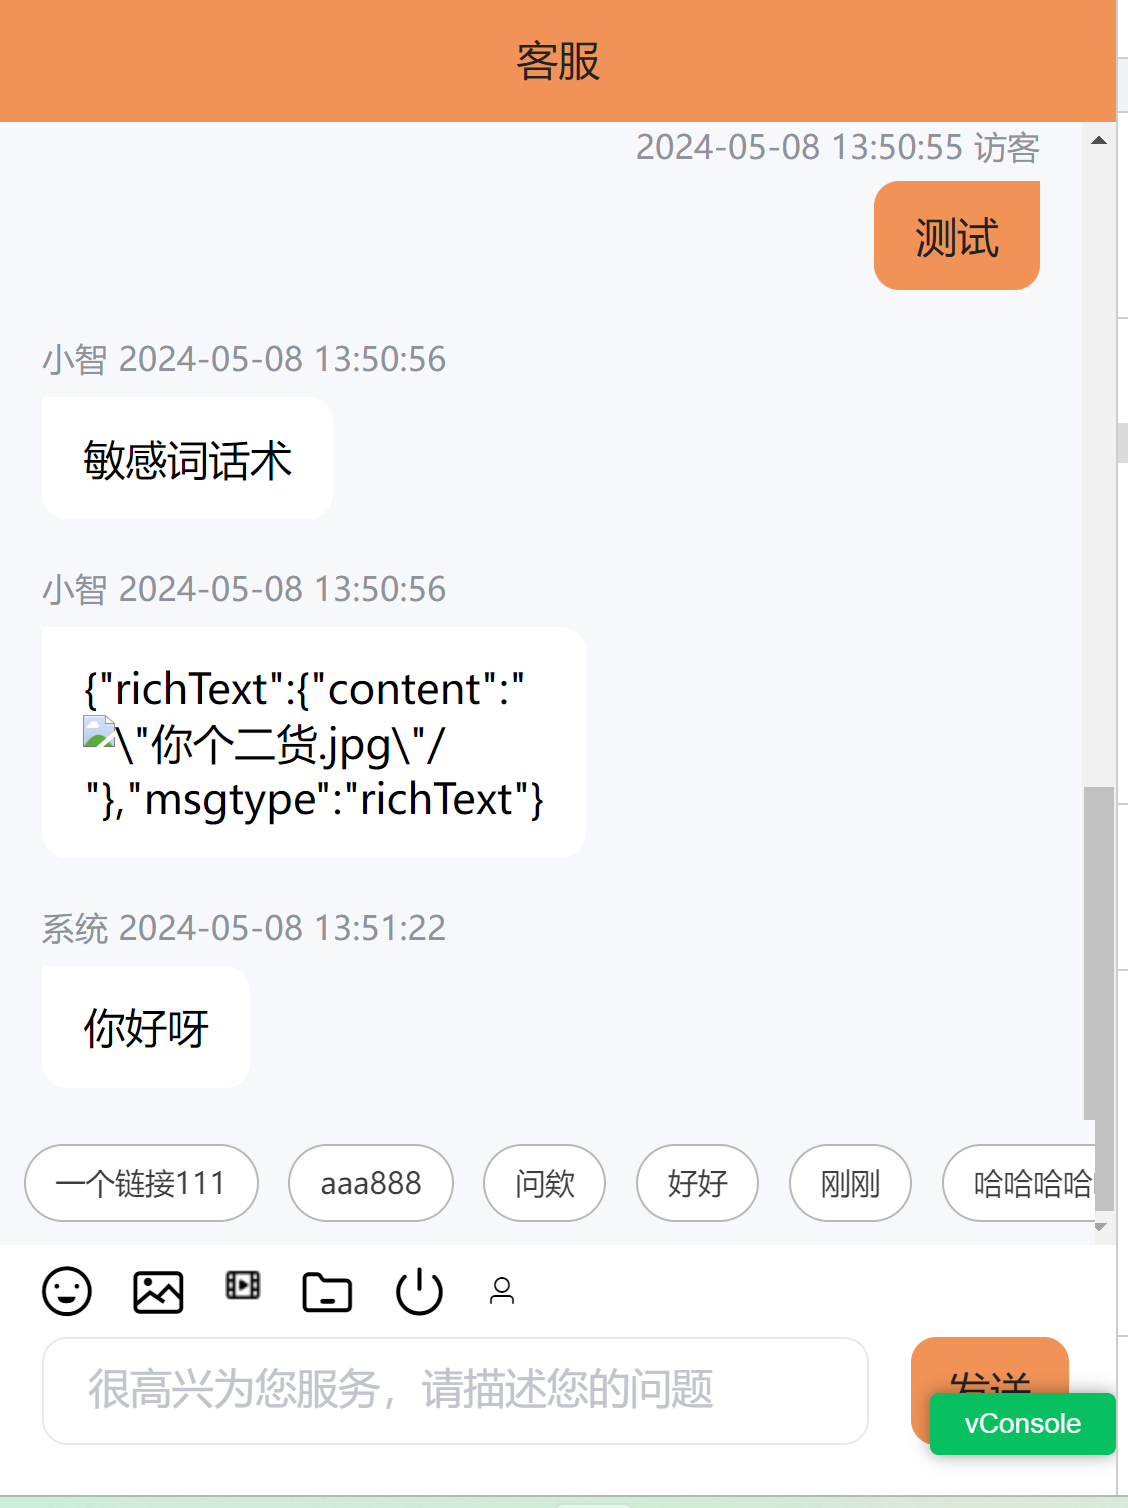 客服
2024-05-08 13:50:55 访客
测试
小智 2024-05-08 13:50:56
敏感词话术
小智 2024-05-08 13:50:56
{"richText":{"content":"
\"你个二货.jpg\"/
"},"msgtype":"richText"}
系统 2024-05-08 13:51:22
你好呀
一个链接111 aaa888 问欸 好好 刚刚 哈哈哈哈
很高兴为您服务，请描述您的问题
发送
vConsole